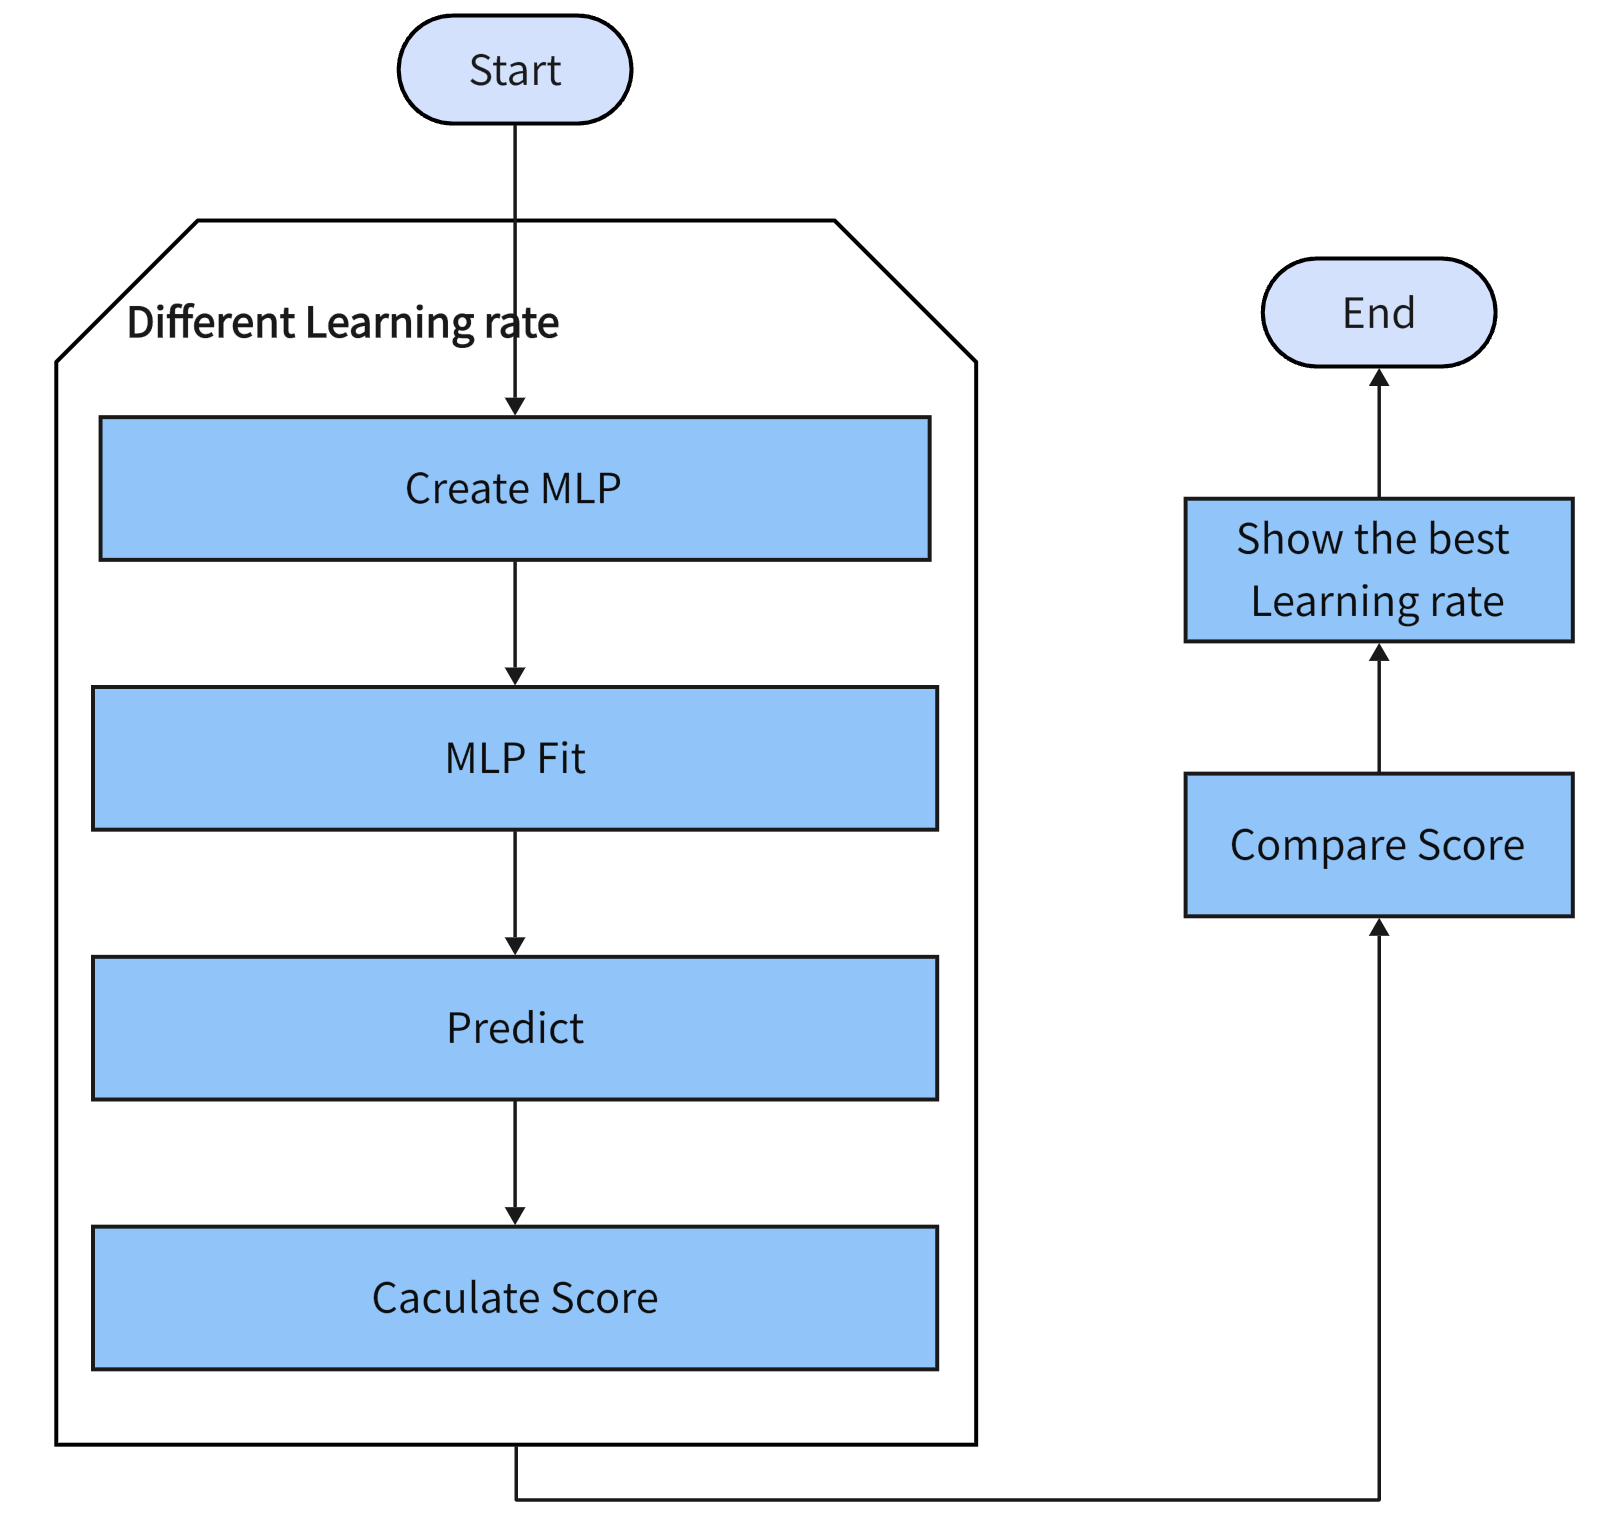 Start
Different Learning rate
Create MLP
MLP Fit
Predict
Caculate Score
End
Show the best
Learning rate
Compare Score